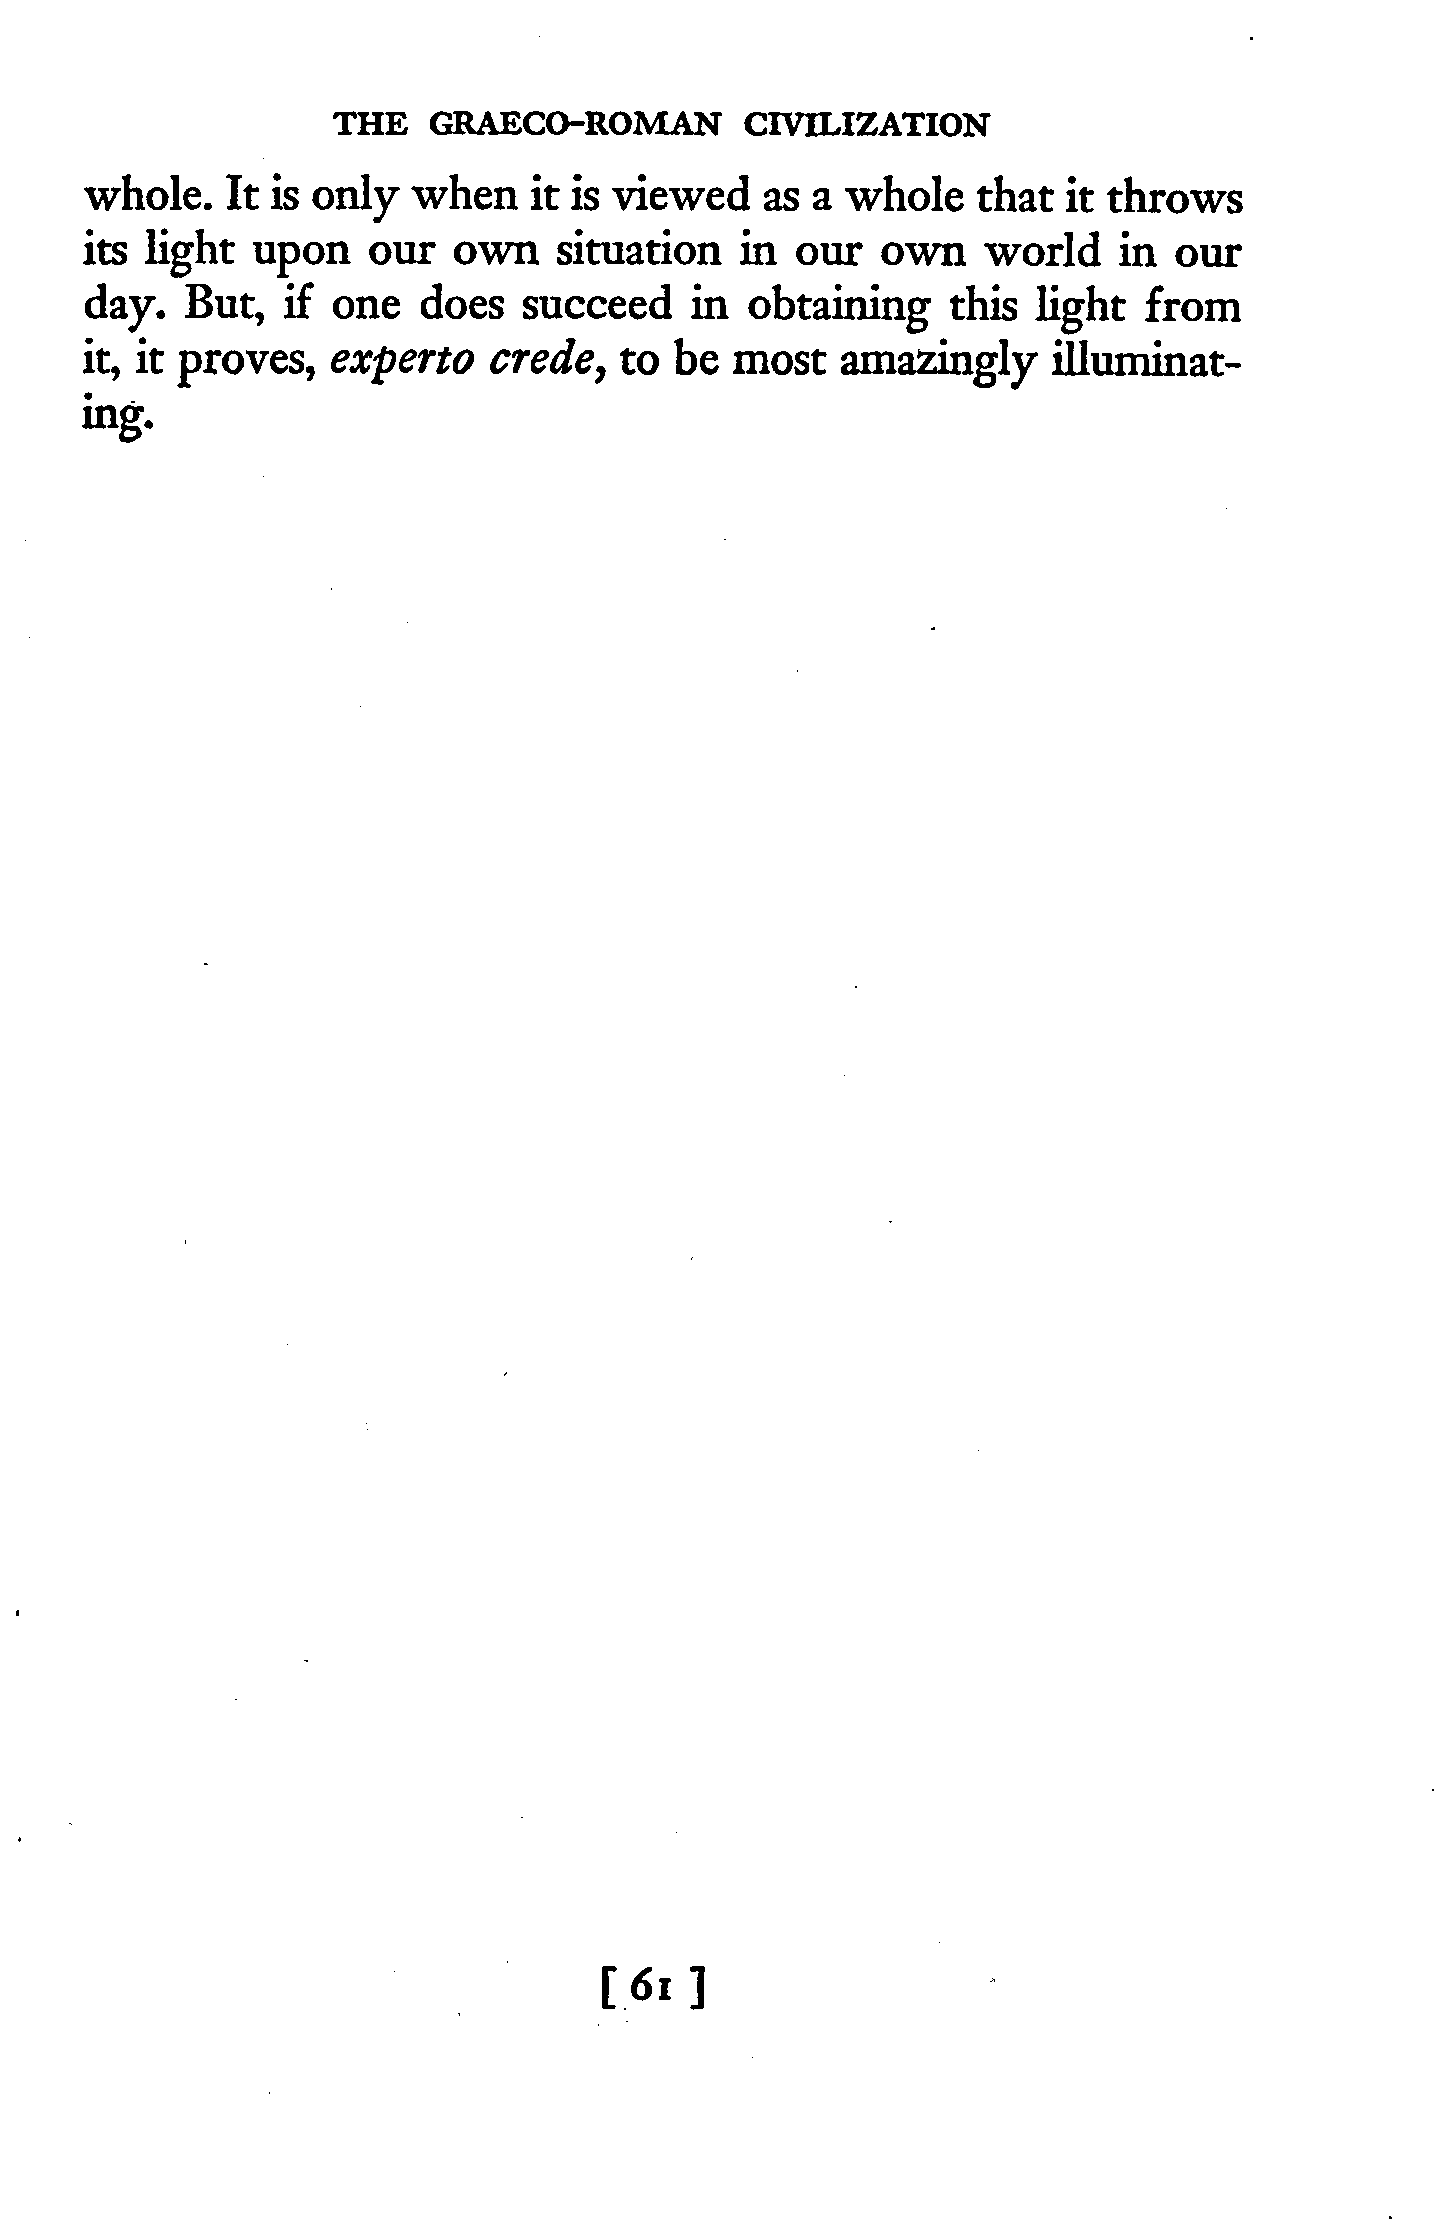 THE GRAECO-ROMAN CIVILIZATION
whole. It is only when it is viewed as a whole that it throws
its light upon our own situation in our own world in our
day. But, if one does succeed in obtaining this light from
it, it proves, experto crede, to be most amazingly illuminat-
ing.
[ 61 ]